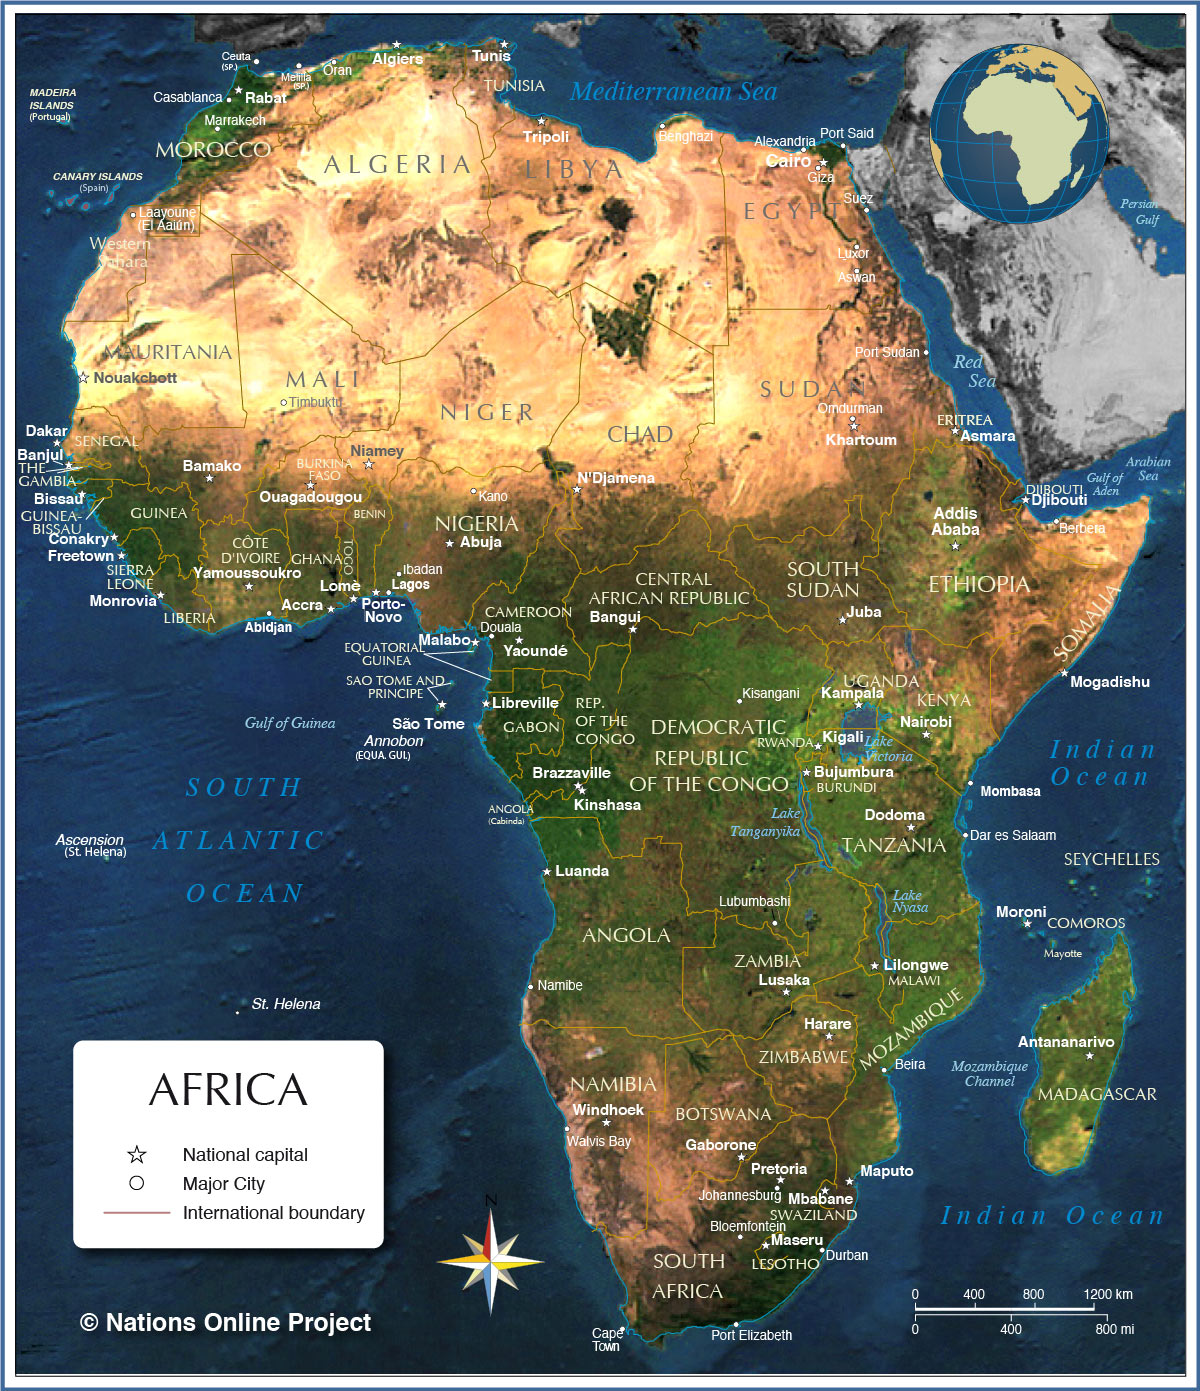 Ceuta
(SP.)
Melilla
(SP.)
Oran
Algiers
Tunis
TUNISIA
Mediterranean Sea
MADEIRA
ISLANDS
(Portugal)
Casablanca
Rabat
Marrakech
MOROCCO
CANARY ISLANDS
(Spain)
ALGERIA
Tripoli
LIBYA
Benghazi
Alexandria
Port Said
Cairo
Giza
Suez
EGYPT
Luxor
Aswan
Persian
Gulf
Laayoune
(El Aaiún)
Western
Sahara
MAURITANIA
Nouakchott
MALI
Timbuktu
NIGER
CHAD
SUDAN
Port Sudan
Red
Sea
Omdurman
Khartoum
ERITREA
Asmara
Dakar
SENEGAL
Banjul
THE
GAMBIA
Bissau
GUINEA-
BISSAU
Bamako
BURKINA
FASO
Niamey
Ouagadougou
BENIN
Kano
N'Djamena
Arabian
Sea
Gulf of
Aden
DJIBOUTI
Djibouti
Berbera
GUINEA
Conakry
Freetown
SIERRA
LEONE
Monrovia
LIBERIA
CÔTE
D'IVOIRE
Yamoussoukro
GHANA
TOGO
Lomè
Accra
Abidjan
Porto-
Novo
Ibadan
Lagos
NIGERIA
Abuja
CENTRAL
AFRICAN REPUBLIC
Bangui
SOUTH
SUDAN
Juba
Addis
Ababa
ETHIOPIA
SOMALIA
Mogadishu
CAMEROON
Douala
Yaoundé
Malabo
EQUATORIAL
GUINEA
SAO TOME AND
PRINCIPE
São Tome
Annobon
(EQUA. GUI.)
Gulf of Guinea
Libreville
GABON
REP.
OF THE
CONGO
Kisangani
DEMOCRATIC
REPUBLIC
OF THE CONGO
UGANDA
Kampala
KENYA
Nairobi
RWANDA
Kigali
Lake
Victoria
Bujumbura
BURUNDI
Indian
Ocean
Mombasa
Brazzaville
Kinshasa
ANGOLA
(Cabinda)
Lake
Tanganyika
Dodoma
TANZANIA
Dar es Salaam
SEYCHELLES
SOUTH
ATLANTIC
OCEAN
Ascension
(St. Helena)
Luanda
ANGOLA
Lubumbashi
Lake
Nyasa
Moroni
COMOROS
Mayotte
ZAMBIA
Lusaka
Lilongwe
MALAWI
Namibe
St. Helena
Harare
ZIMBABWE
MOZAMBIQUE
Beira
Mozambique
Channel
Antananarivo
MADAGASCAR
NAMIBIA
Windhoek
Walvis Bay
BOTSWANA
Gaborone
Pretoria
Johannesburg
Mbabane
SWAZILAND
Maputo
Bloemfontein
Maseru
LESOTHO
Durban
SOUTH
AFRICA
Cape
Town
Port Elizabeth
Indian Ocean
AFRICA
National capital
Major City
International boundary
N
© Nations Online Project
0 400 800 1200 km
0 400 800 mi